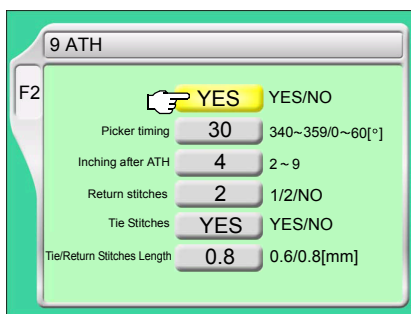 9 ATH
F2
YES YES/NO
Picker timing 30 340~359/0~60[°]
Inching after ATH 4 2~9
Return stitches 2 1/2/NO
Tie Stitches YES YES/NO
Tie/Return Stitches Length 0.8 0.6/0.8[mm]